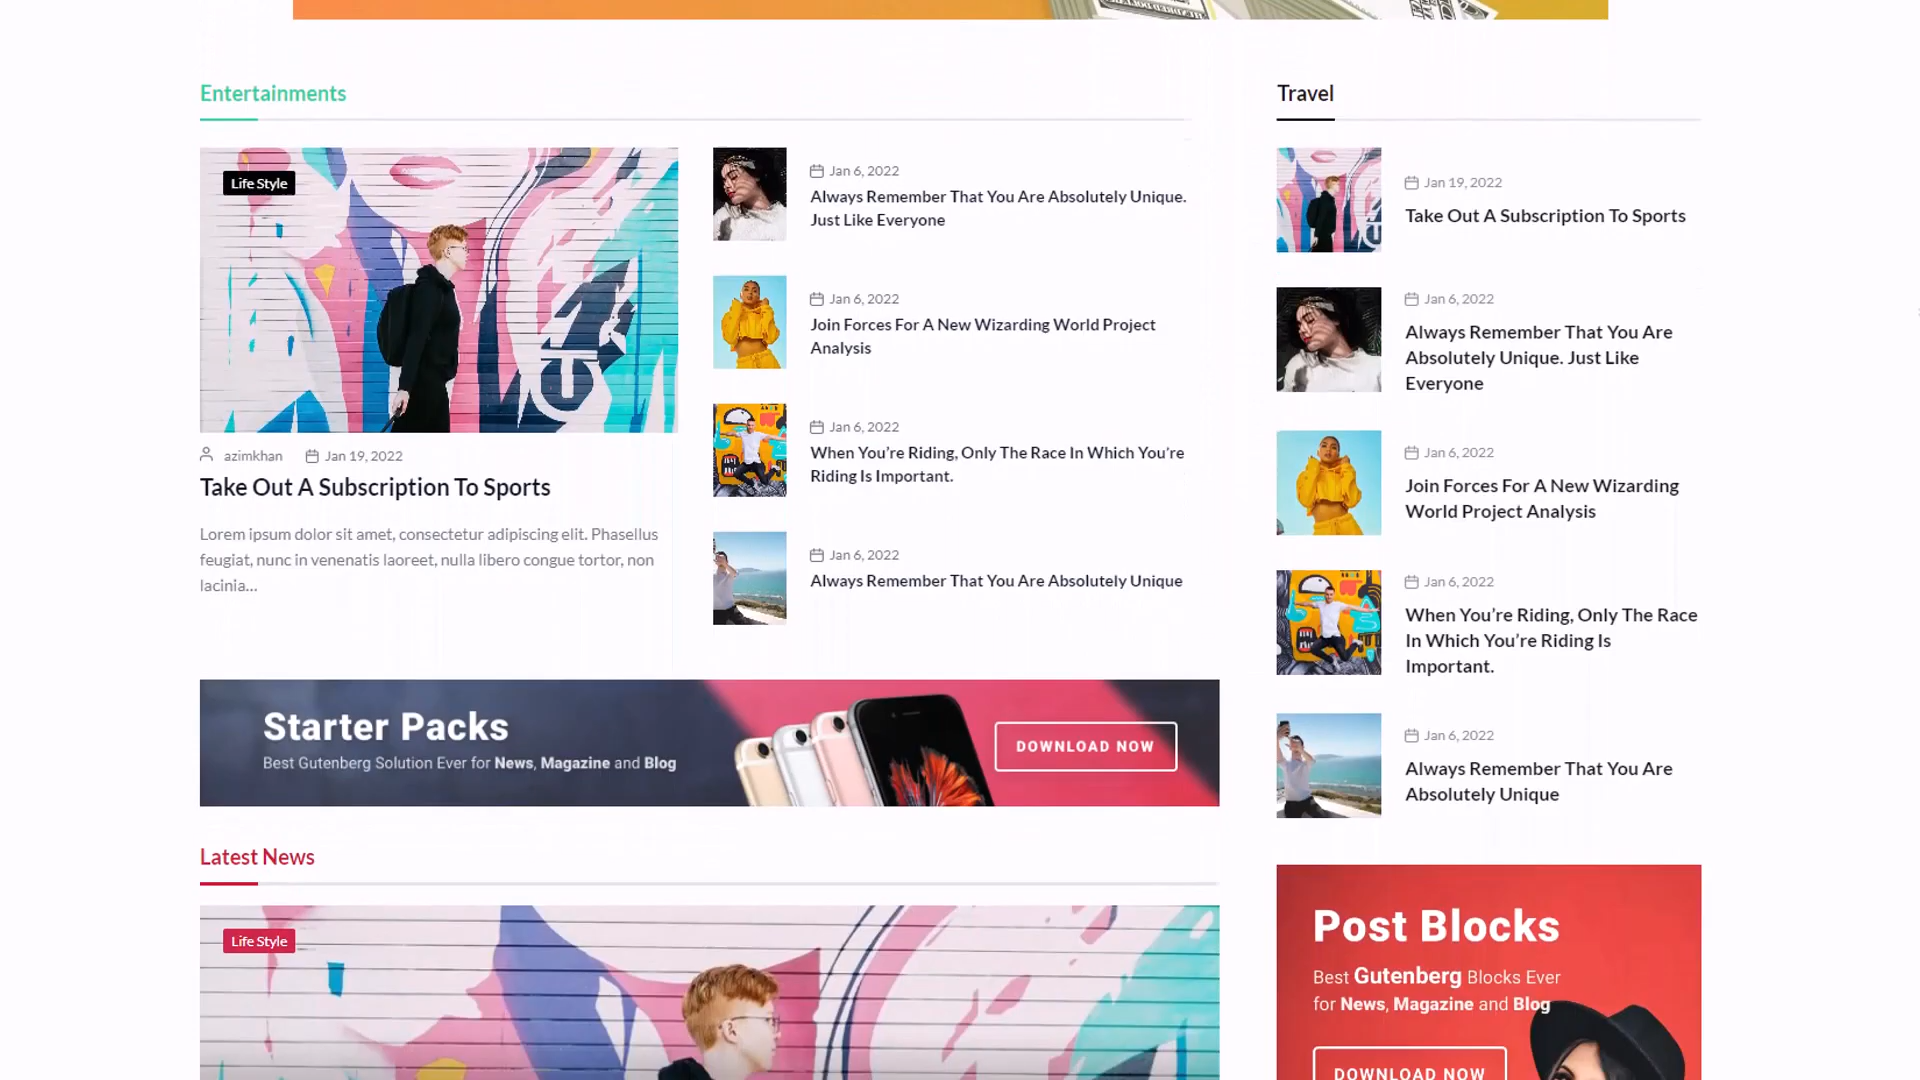 Entertainments
Life Style
azimkhan Jan 19, 2022
Take Out A Subscription To Sports
Lorem ipsum dolor sit amet, consectetur adipiscing elit. Phasellus
feugiat, nunc in venenatis laoreet, nulla libero congue tortor, non
lacinia...
Jan 6, 2022
Always Remember That You Are Absolutely Unique.
Just Like Everyone
Jan 6, 2022
Join Forces For A New Wizarding World Project
Analysis
Jan 6, 2022
When You’re Riding, Only The Race In Which You’re
Riding Is Important.
Jan 6, 2022
Always Remember That You Are Absolutely Unique
Starter Packs
Best Gutenberg Solution Ever for News, Magazine and Blog
DOWNLOAD NOW
Latest News
Life Style
Travel
Jan 19, 2022
Take Out A Subscription To Sports
Jan 6, 2022
Always Remember That You Are
Absolutely Unique. Just Like
Everyone
Jan 6, 2022
Join Forces For A New Wizarding
World Project Analysis
Jan 6, 2022
When You’re Riding, Only The Race
In Which You’re Riding Is
Important.
Jan 6, 2022
Always Remember That You Are
Absolutely Unique
Post Blocks
Best Gutenberg Blocks Ever
for News, Magazine and Blog
DOWNLOAD NOW